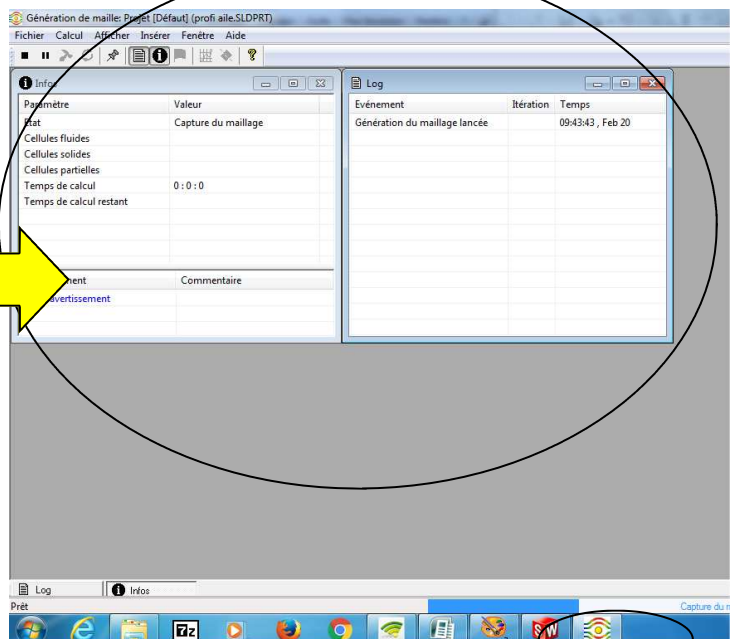 Génération de maille: Projet [Défaut] (profi aile.SLDPRT)
Fichier Calcul Afficher Insérer Fenêtre Aide
Infos
Paramètre Valeur
Etat Capture du maillage
Cellules fluides
Cellules solides
Cellules partielles
Temps de calcul 0 : 0 : 0
Temps de calcul restant
Commentaire
avertissement
Log
Evénement Itération Temps
Génération du maillage lancée 09:43:43 , Feb 20
Log Infos
Prêt Capture du
7z
SW